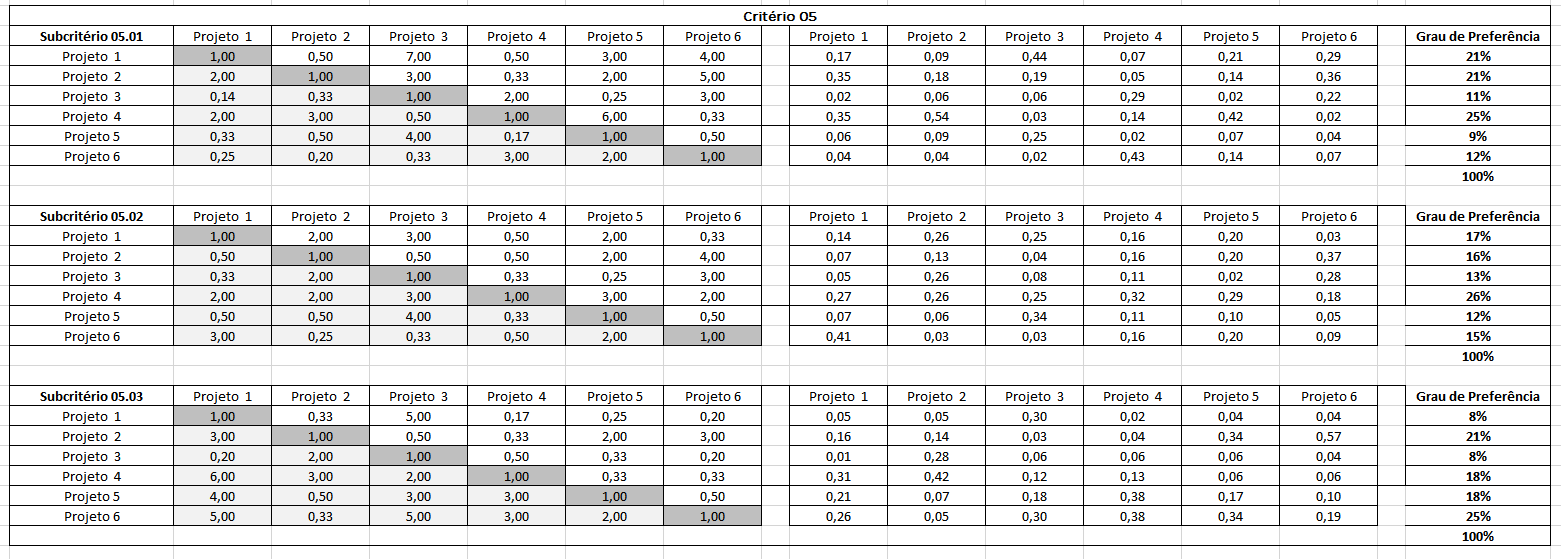 Critério 05
Subcritério 05.01 Projeto 1 Projeto 2 Projeto 3 Projeto 4 Projeto 5 Projeto 6 Projeto 1 Projeto 2 Projeto 3 Projeto 4 Projeto 5 Projeto 6 Grau de Preferência
Projeto 1 1,00 0,50 7,00 0,50 3,00 4,00 0,17 0,09 0,44 0,07 0,21 0,29 21%
Projeto 2 2,00 1,00 3,00 0,33 2,00 5,00 0,35 0,18 0,19 0,05 0,14 0,36 21%
Projeto 3 0,14 0,33 1,00 2,00 0,25 3,00 0,02 0,06 0,06 0,29 0,02 0,22 11%
Projeto 4 2,00 3,00 0,50 1,00 6,00 0,33 0,35 0,54 0,03 0,14 0,42 0,02 25%
Projeto 5 0,33 0,50 4,00 0,17 1,00 0,50 0,06 0,09 0,25 0,02 0,07 0,04 9%
Projeto 6 0,25 0,20 0,33 3,00 2,00 1,00 0,04 0,04 0,02 0,43 0,14 0,07 12%
100%
Subcritério 05.02 Projeto 1 Projeto 2 Projeto 3 Projeto 4 Projeto 5 Projeto 6 Projeto 1 Projeto 2 Projeto 3 Projeto 4 Projeto 5 Projeto 6 Grau de Preferência
Projeto 1 1,00 2,00 3,00 0,50 2,00 0,33 0,14 0,26 0,25 0,16 0,20 0,03 17%
Projeto 2 0,50 1,00 0,50 0,50 2,00 4,00 0,07 0,13 0,04 0,16 0,20 0,37 16%
Projeto 3 0,33 2,00 1,00 0,33 0,25 3,00 0,05 0,26 0,08 0,11 0,02 0,28 13%
Projeto 4 2,00 2,00 3,00 1,00 3,00 2,00 0,27 0,26 0,25 0,32 0,29 0,18 26%
Projeto 5 0,50 0,50 4,00 0,33 1,00 0,50 0,07 0,06 0,34 0,11 0,10 0,05 12%
Projeto 6 3,00 0,25 0,33 0,50 2,00 1,00 0,41 0,03 0,03 0,16 0,20 0,09 15%
100%
Subcritério 05.03 Projeto 1 Projeto 2 Projeto 3 Projeto 4 Projeto 5 Projeto 6 Projeto 1 Projeto 2 Projeto 3 Projeto 4 Projeto 5 Projeto 6 Grau de Preferência
Projeto 1 1,00 0,33 5,00 0,17 0,25 0,20 0,05 0,05 0,30 0,02 0,04 0,04 8%
Projeto 2 3,00 1,00 0,50 0,33 2,00 3,00 0,16 0,14 0,03 0,04 0,34 0,57 21%
Projeto 3 0,20 2,00 1,00 0,50 0,33 0,20 0,01 0,28 0,06 0,06 0,06 0,04 8%
Projeto 4 6,00 3,00 2,00 1,00 0,33 0,33 0,31 0,42 0,12 0,13 0,06 0,06 18%
Projeto 5 4,00 0,50 3,00 3,00 1,00 0,50 0,21 0,07 0,18 0,38 0,17 0,10 18%
Projeto 6 5,00 0,33 5,00 3,00 2,00 1,00 0,26 0,05 0,30 0,38 0,34 0,19 25%
100%